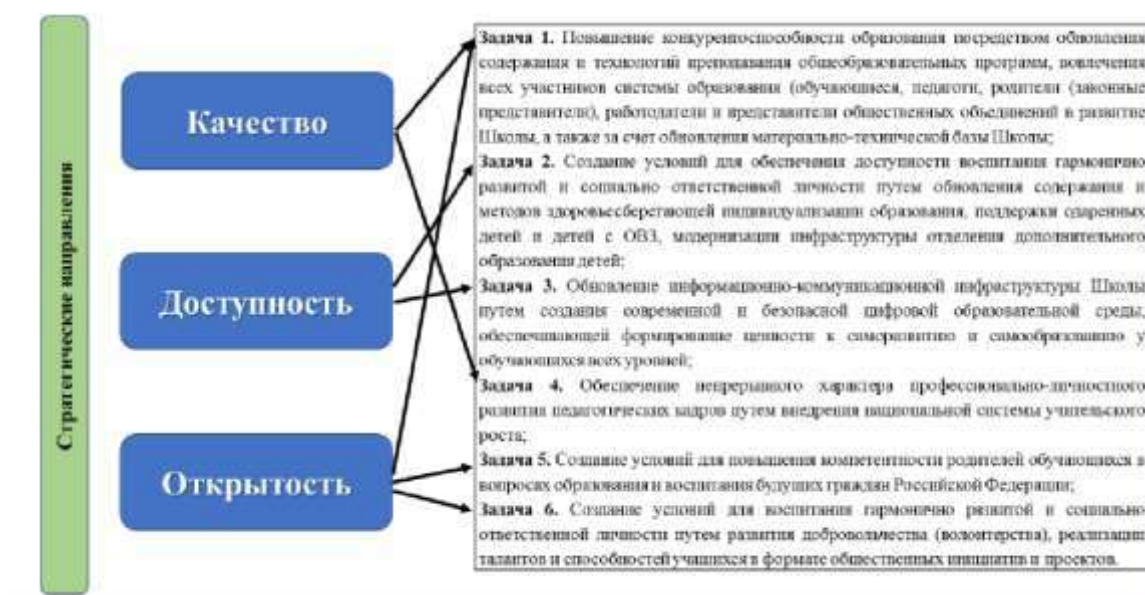 Стратегические направления
Качество
Доступность
Открытость
Задача 1. Повышение конкурентоспособности образования посредством обновления
содержания и технологий преподавания общеобразовательных программ, вовлечения
всех участников системы образования (обучающиеся, педагоги, родители (законные
представители), работодатели и представители общественных объединений в развитие
Школы, а также за счет обновления материально-технической базы Школы;
Задача 2. Создание условий для обеспечения доступности воспитания гармонично
развитой и социально ответственной личности путем обновления содержания и
методов здоровьесберегающей индивидуализации образования, поддержки одаренных
детей и детей с ОВЗ, модернизации инфраструктуры отделения дополнительного
образования детей;
Задача 3. Обновление информационно-коммуникационной инфраструктуры Школы
путем создания современной и безопасной цифровой образовательной среды,
обеспечивающей формирование ценности к саморазвитию и самообразованию у
обучающихся всех уровней;
Задача 4. Обеспечение непрерывного характера профессионально-личностного
развития педагогических кадров путем внедрения национальной системы учительского
роста;
Задача 5. Создание условий для повышения компетентности родителей обучающихся в
вопросах образования и воспитания будущих граждан Российской Федерации;
Задача 6. Создание условий для воспитания гармонично развитой и социально
ответственной личности путем развития добровольчества (волонтерства), реализации
талантов и способностей учащихся в формате общественных инициатив и проектов.